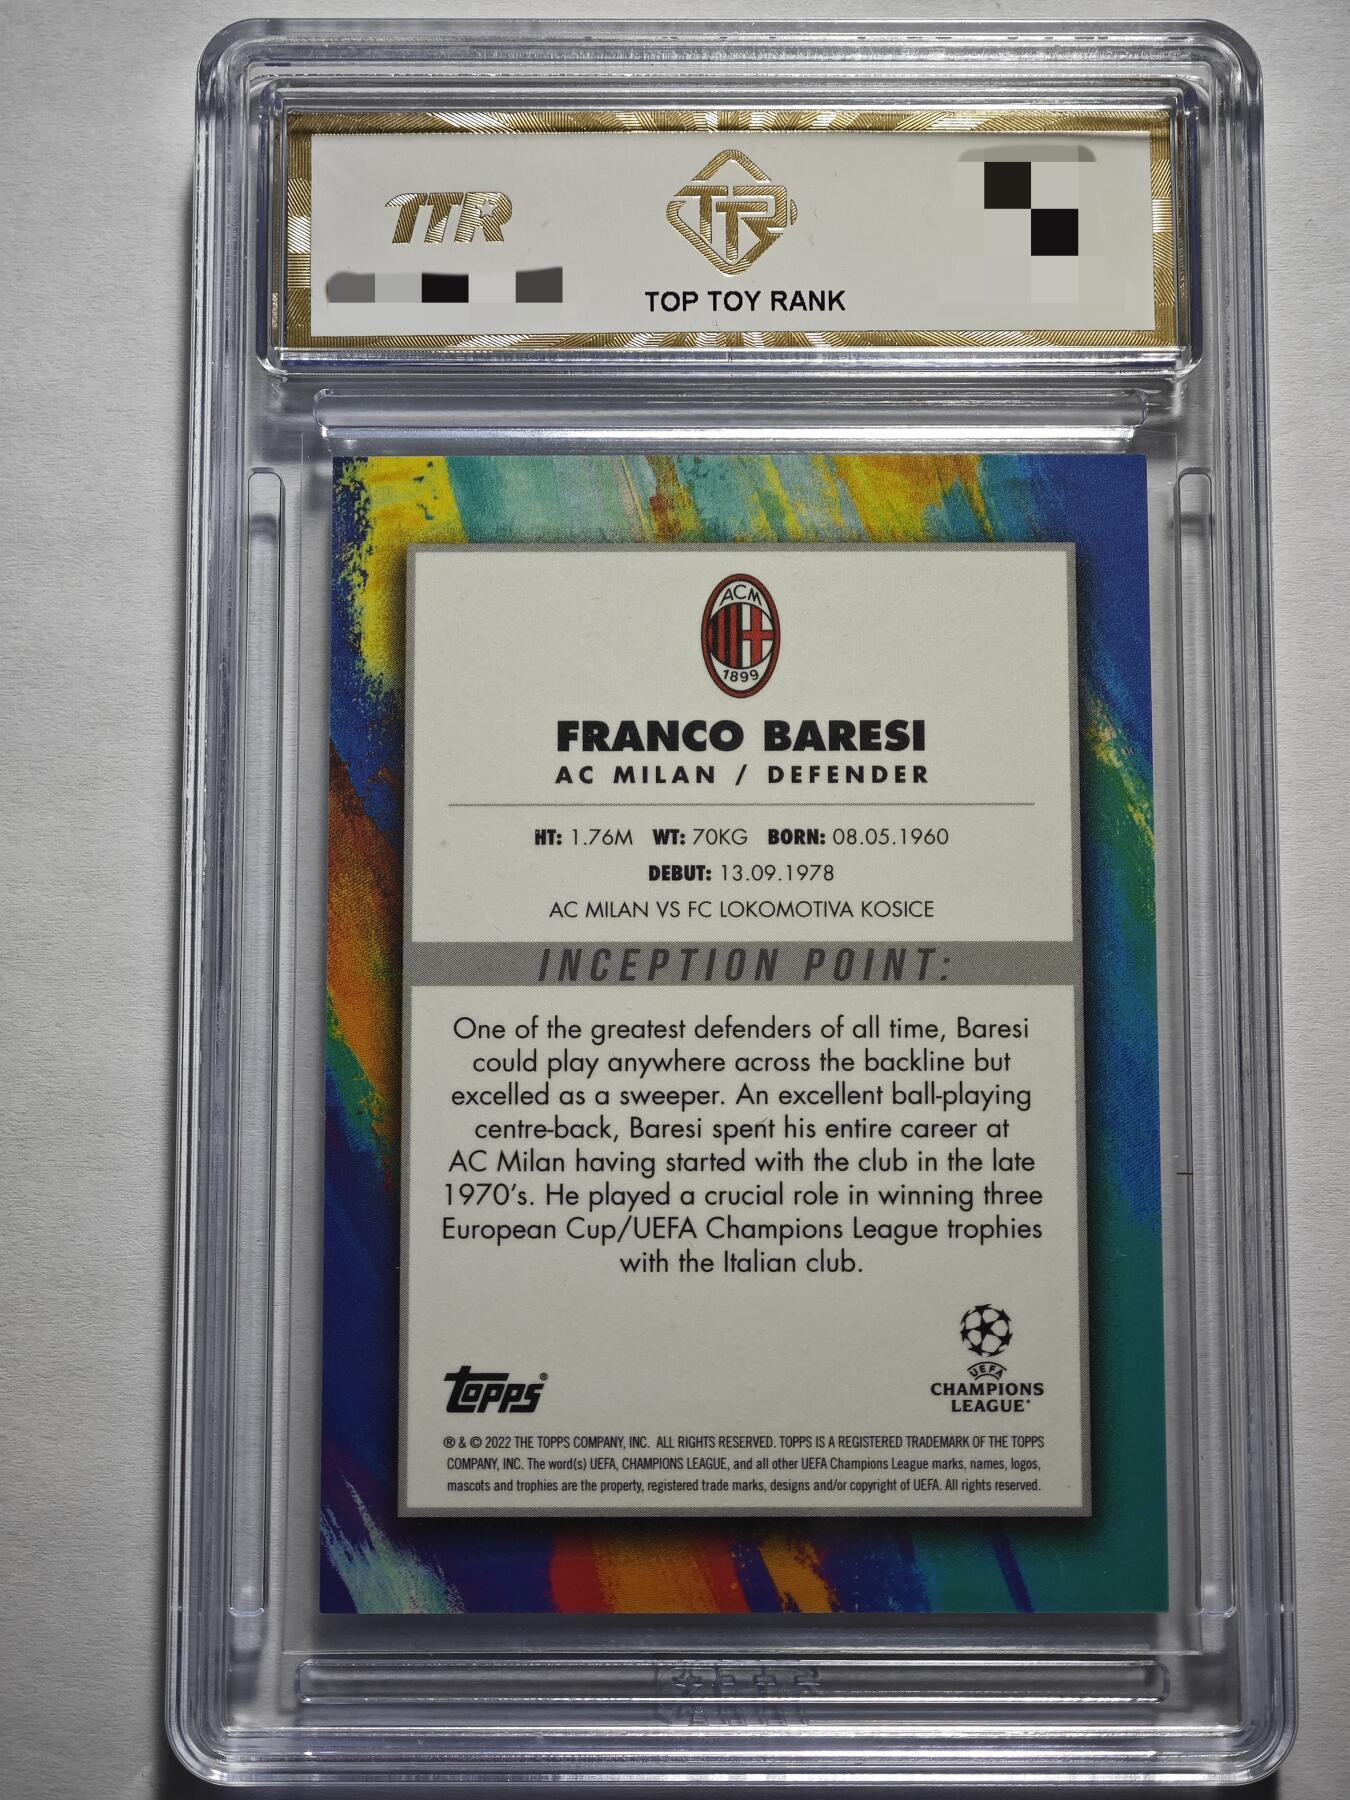 TTR
TTR
TOP TOY RANK
ACM
1899
FRANCO BARESI
AC MILAN / DEFENDER
HT: 1.76M WT: 70KG BORN: 08.05.1960
DEBUT: 13.09.1978
AC MILAN VS FC LOKOMOTIVA KOSICE
INCEPTION POINT:
One of the greatest defenders of all time, Baresi
could play anywhere across the backline but
excelled as a sweeper. An excellent ball-playing
centre-back, Baresi spent his entire career at
AC Milan having started with the club in the late
1970's. He played a crucial role in winning three
European Cup/UEFA Champions League trophies
with the Italian club.
topps®
UEFA
CHAMPIONS
LEAGUE®
® & © 2022 THE TOPPS COMPANY, INC. ALL RIGHTS RESERVED. TOPPS IS A REGISTERED TRADEMARK OF THE TOPPS
COMPANY, INC. The word(s) UEFA, CHAMPIONS LEAGUE, and all other UEFA Champions League marks, names, logos,
mascots and trophies are the property, registered trade marks, designs and/or copyright of UEFA. All rights reserved.